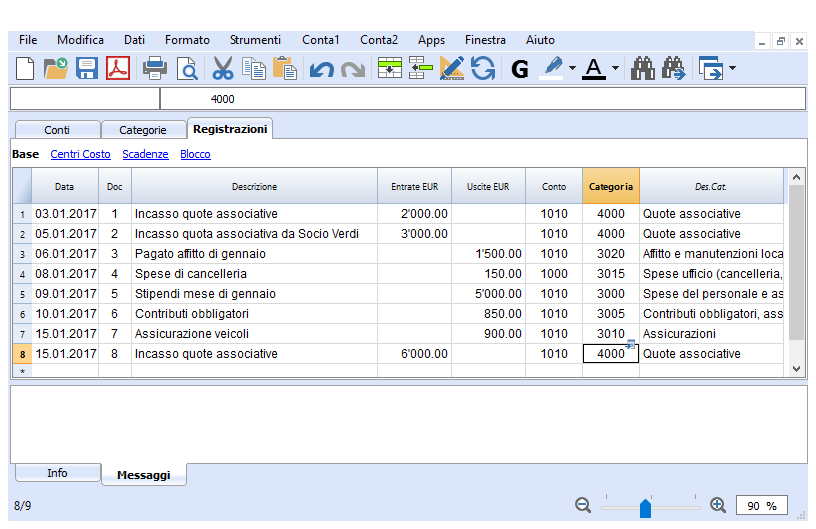 File Modifica Dati Formato Strumenti Conta1 Conta2 Apps Finestra Aiuto
G A
4000
Conti Categorie Registrazioni
Base Centri Costo Scadenze Blocco
Data Doc Descrizione Entrate EUR Uscite EUR Conto Categoria Des.Cat.
1 03.01.2017 1 Incasso quote associative 2'000.00 1010 4000 Quote associative
2 05.01.2017 2 Incasso quota associativa da Socio Verdi 3'000.00 1010 4000 Quote associative
3 06.01.2017 3 Pagato affitto di gennaio 1'500.00 1010 3020 Affitto e manutenzioni loca
4 08.01.2017 4 Spese di cancelleria 150.00 1000 3015 Spese ufficio (cancelleria,
5 09.01.2017 5 Stipendi mese di gennaio 5'000.00 1010 3000 Spese del personale e as
6 10.01.2017 6 Contributi obbligatori 850.00 1010 3005 Contributi obbligatori, ass
7 15.01.2017 7 Assicurazione veicoli 900.00 1010 3010 Assicurazioni
8 15.01.2017 8 Incasso quote associative 6'000.00 1010 4000 Quote associative
*
Info Messaggi
8/9 90 %